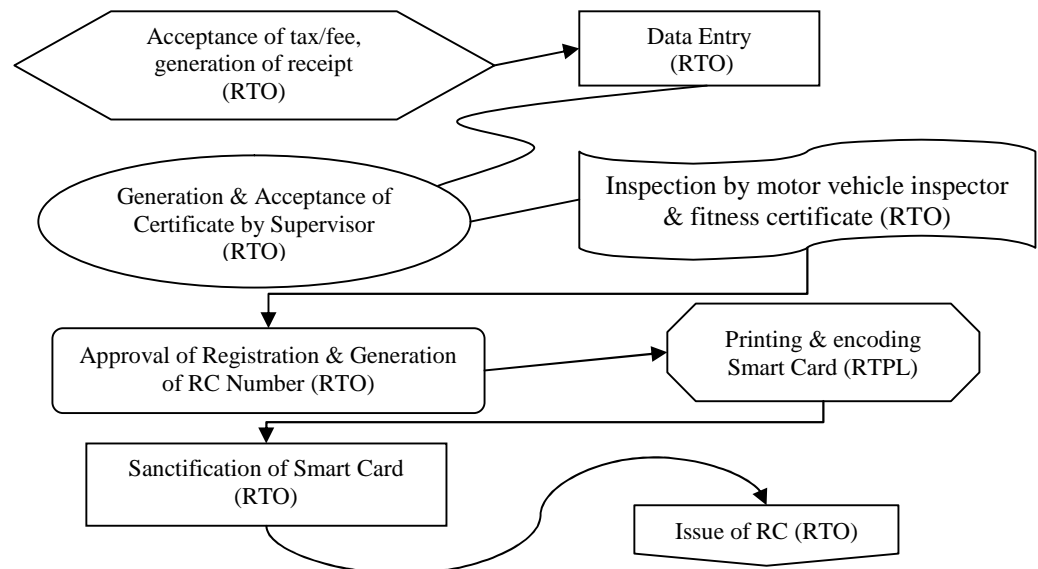 Acceptance of tax/fee,
generation of receipt
(RTO)
Data Entry
(RTO)
Generation & Acceptance of
Certificate by Supervisor
(RTO)
Inspection by motor vehicle inspector
& fitness certificate (RTO)
Approval of Registration & Generation
of RC Number (RTO)
Printing & encoding
Smart Card (RTPL)
Sanctification of Smart Card
(RTO)
Issue of RC (RTO)